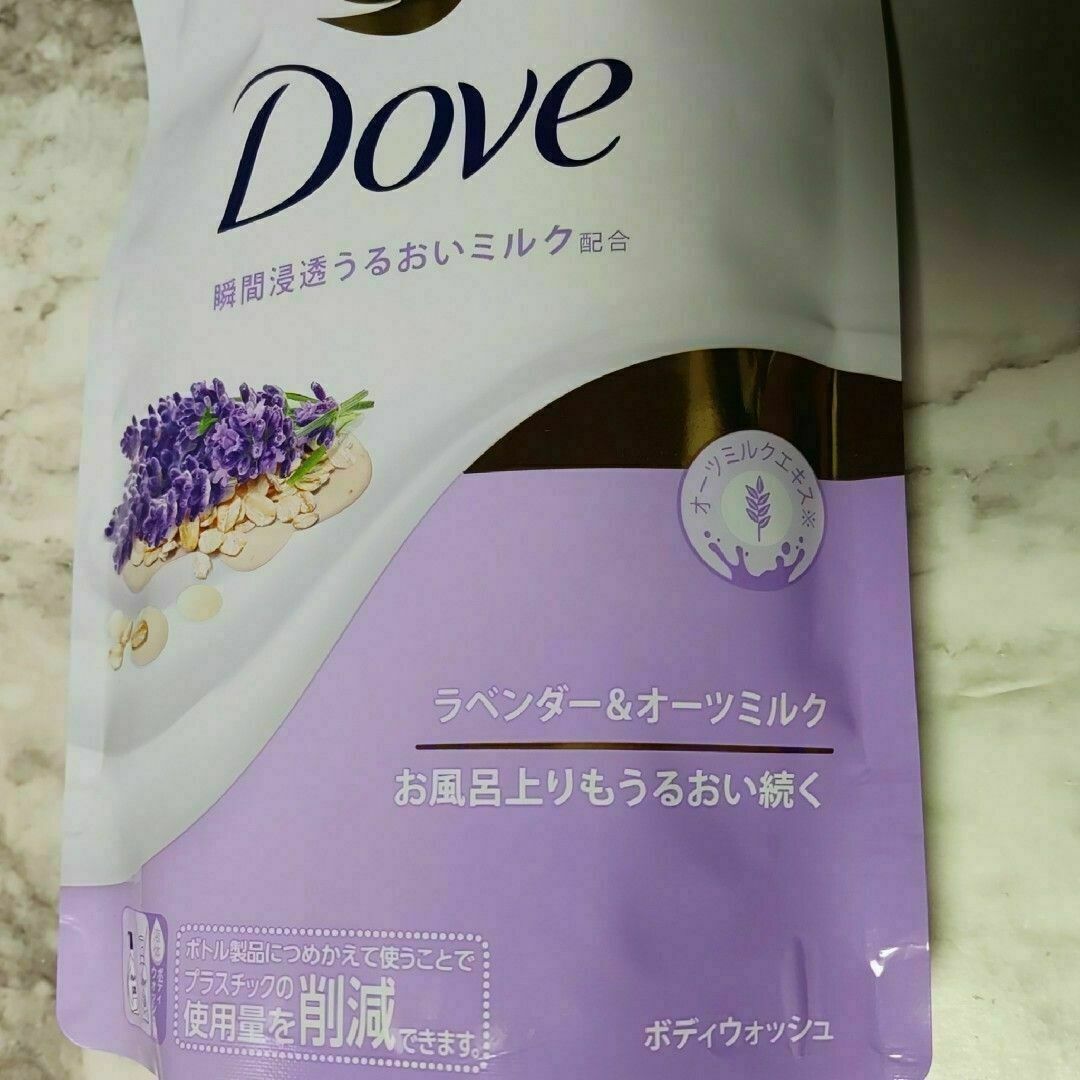 Dove
瞬間浸透うるおいミルク配合
オーツミルクエキス※
ラベンダー&オーツミルク
お風呂上りもうるおい続く
ボトル製品につめかえて使うことで
プラスチックの
使用量を削減できます。
ボディウォッシュ